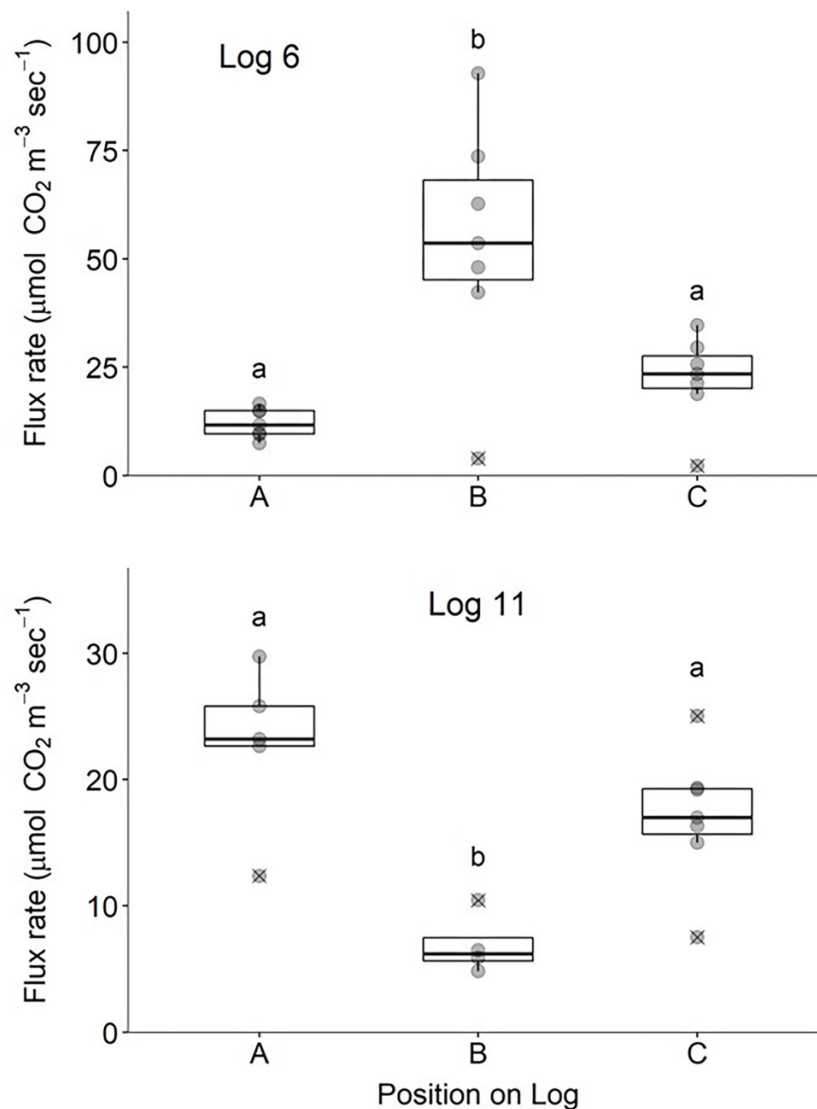 Log 6
Flux rate (μmol CO₂ m⁻³ sec⁻¹)
100
75
50
25
0
a
b
a
A B C
Log 11
Flux rate (μmol CO₂ m⁻³ sec⁻¹)
30
20
10
0
a
b
a
A B C
Position on Log